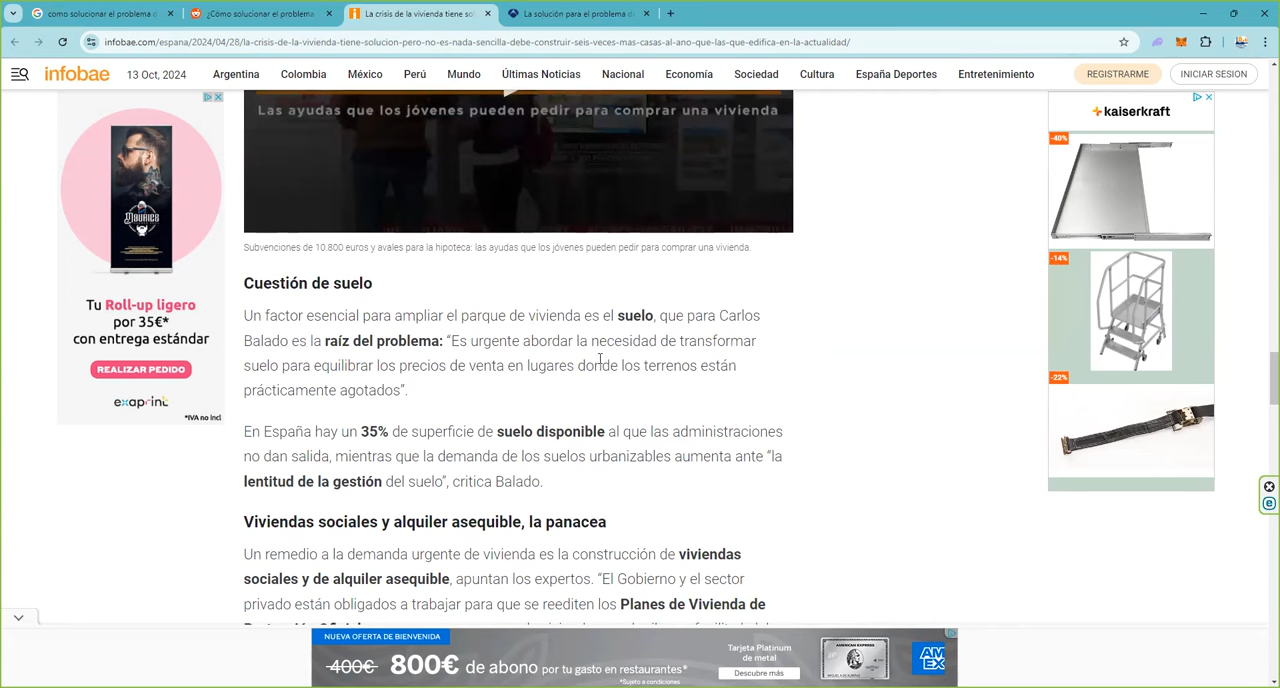 como solucionar el problema d
¿Cómo solucionar el problema
La crisis de la vivienda tiene so
La solución para el problema d
infobae.com/espana/2024/04/28/la-crisis-de-la-vivienda-tiene-solucion-pero-no-es-nada-sencilla-debe-construir-seis-veces-mas-casas-al-ano-que-las-que-edifica-en-la-actualidad/
infobae
13 Oct, 2024
Argentina
Colombia
México
Perú
Mundo
Últimas Noticias
Nacional
Economía
Sociedad
Cultura
España Deportes
Entretenimiento
REGISTRARME
INICIAR SESION
Las ayudas que los jóvenes pueden pedir para comprar una vivienda
Subvenciones de 10.800 euros y avales para la hipoteca: las ayudas que los jóvenes pueden pedir para comprar una vivienda.
Cuestión de suelo
Un factor esencial para ampliar el parque de vivienda es el suelo, que para Carlos
Balado es la raíz del problema: “Es urgente abordar la necesidad de transformar
suelo para equilibrar los precios de venta en lugares donde los terrenos están
prácticamente agotados”.
En España hay un 35% de superficie de suelo disponible al que las administraciones
no dan salida, mientras que la demanda de los suelos urbanizables aumenta ante “la
lentitud de la gestión del suelo”, critica Balado.
Viviendas sociales y alquiler asequible, la panacea
Un remedio a la demanda urgente de vivienda es la construcción de viviendas
sociales y de alquiler asequible, apuntan los expertos. “El Gobierno y el sector
privado están obligados a trabajar para que se reediten los Planes de Vivienda de
Tu Roll-up ligero
por 35€*
con entrega estándar
REALIZAR PEDIDO
exaprint
*IVA no incl
kaiserkraft
-40%
-14%
-22%
NUEVA OFERTA DE BIENVENIDA
400€ 800€ de abono por tu gasto en restaurantes*
*Sujeto a condiciones
Tarjeta Platinum
de metal
Descubre más
AM
EX